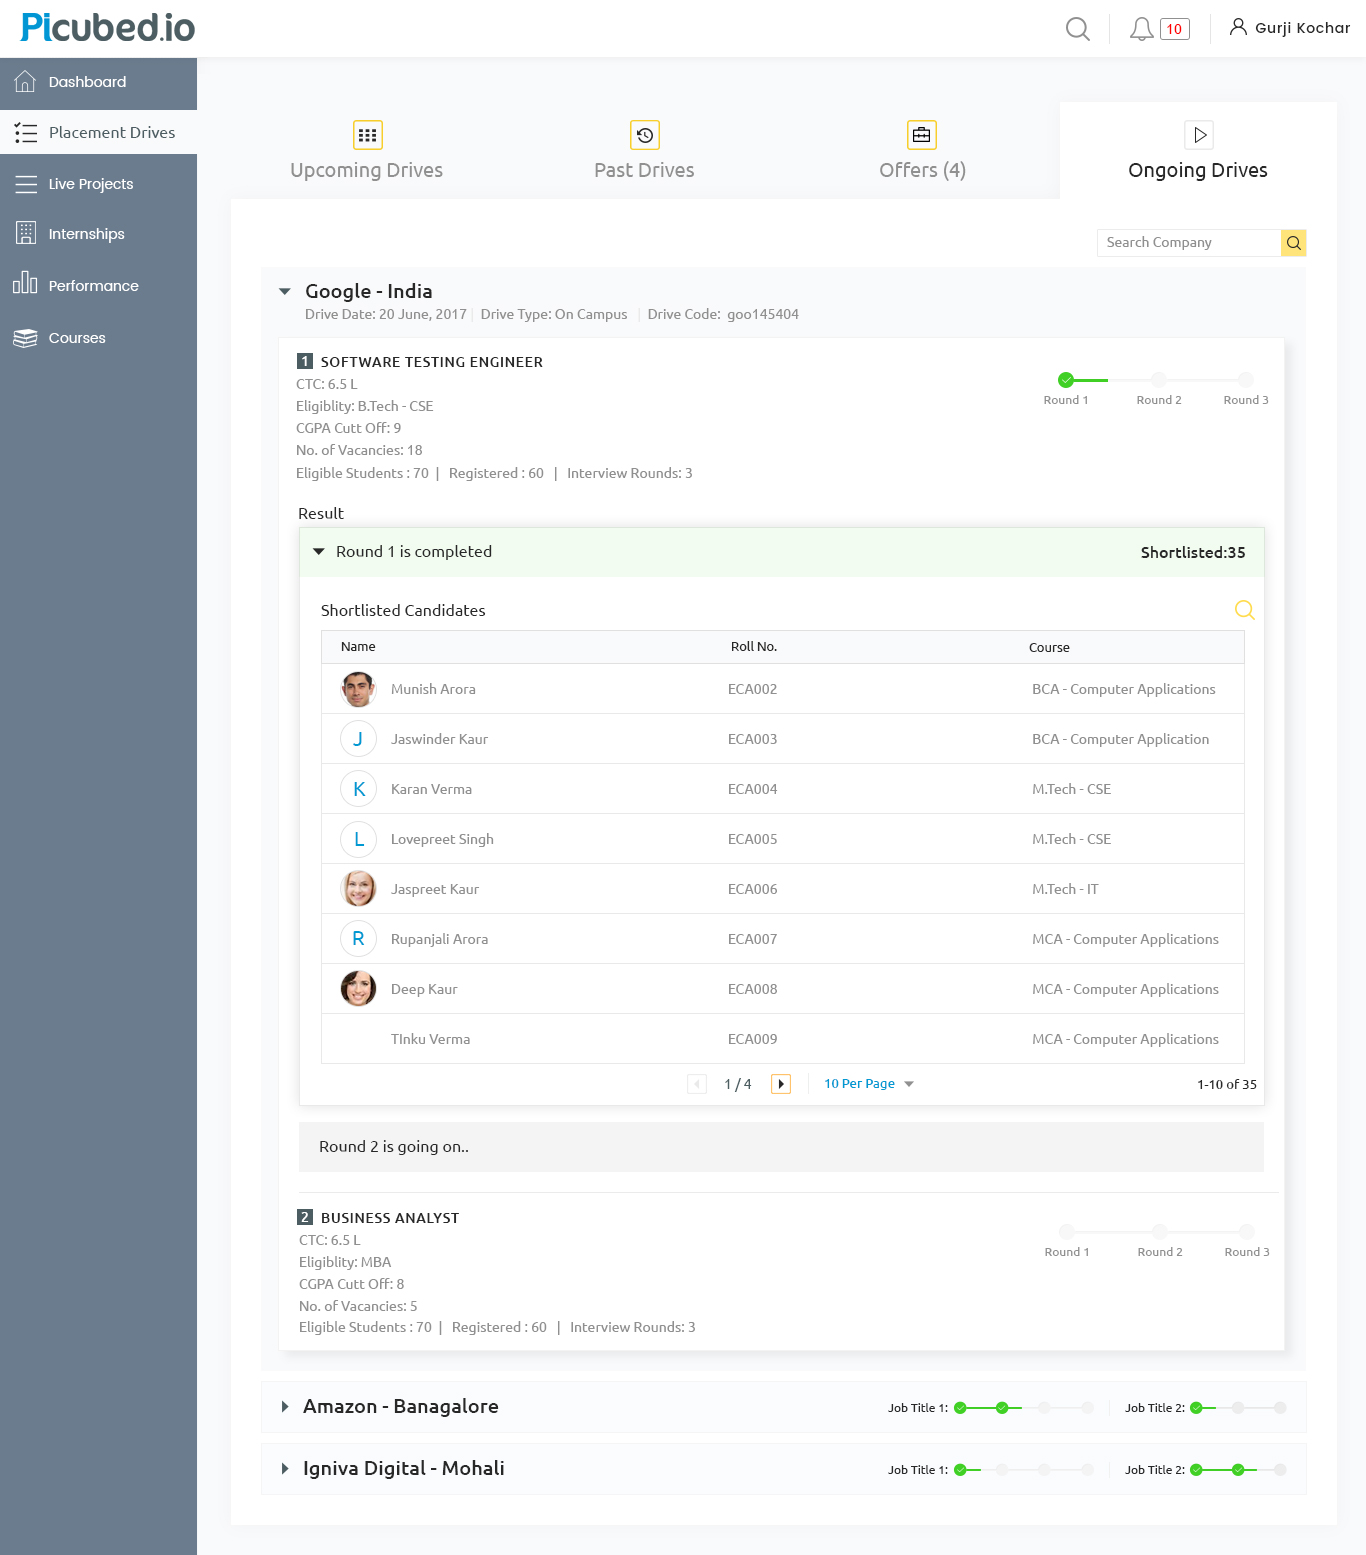 Picubed.io
10
Gurji Kochar
Dashboard
Placement Drives
Live Projects
Internships
Performance
Courses
Upcoming Drives
Past Drives
Offers (4)
Ongoing Drives
Search Company
Google - India
Drive Date: 20 June, 2017 | Drive Type: On Campus | Drive Code: goo145404
1 SOFTWARE TESTING ENGINEER
CTC: 6.5 L
Eligiblity: B.Tech - CSE
CGPA Cutt Off: 9
No. of Vacancies: 18
Eligible Students : 70 | Registered : 60 | Interview Rounds: 3
Round 1 Round 2 Round 3
Result
Round 1 is completed Shortlisted:35
Shortlisted Candidates
Name Roll No. Course
Munish Arora ECA002 BCA - Computer Applications
J Jaswinder Kaur ECA003 BCA - Computer Application
K Karan Verma ECA004 M.Tech - CSE
L Lovepreet Singh ECA005 M.Tech - CSE
Jaspreet Kaur ECA006 M.Tech - IT
R Rupanjali Arora ECA007 MCA - Computer Applications
Deep Kaur ECA008 MCA - Computer Applications
TInku Verma ECA009 MCA - Computer Applications
1 / 4 10 Per Page 1-10 of 35
Round 2 is going on..
2 BUSINESS ANALYST
CTC: 6.5 L
Eligiblity: MBA
CGPA Cutt Off: 8
No. of Vacancies: 5
Eligible Students : 70 | Registered : 60 | Interview Rounds: 3
Round 1 Round 2 Round 3
Amazon - Banagalore Job Title 1: Job Title 2:
Igniva Digital - Mohali Job Title 1: Job Title 2: